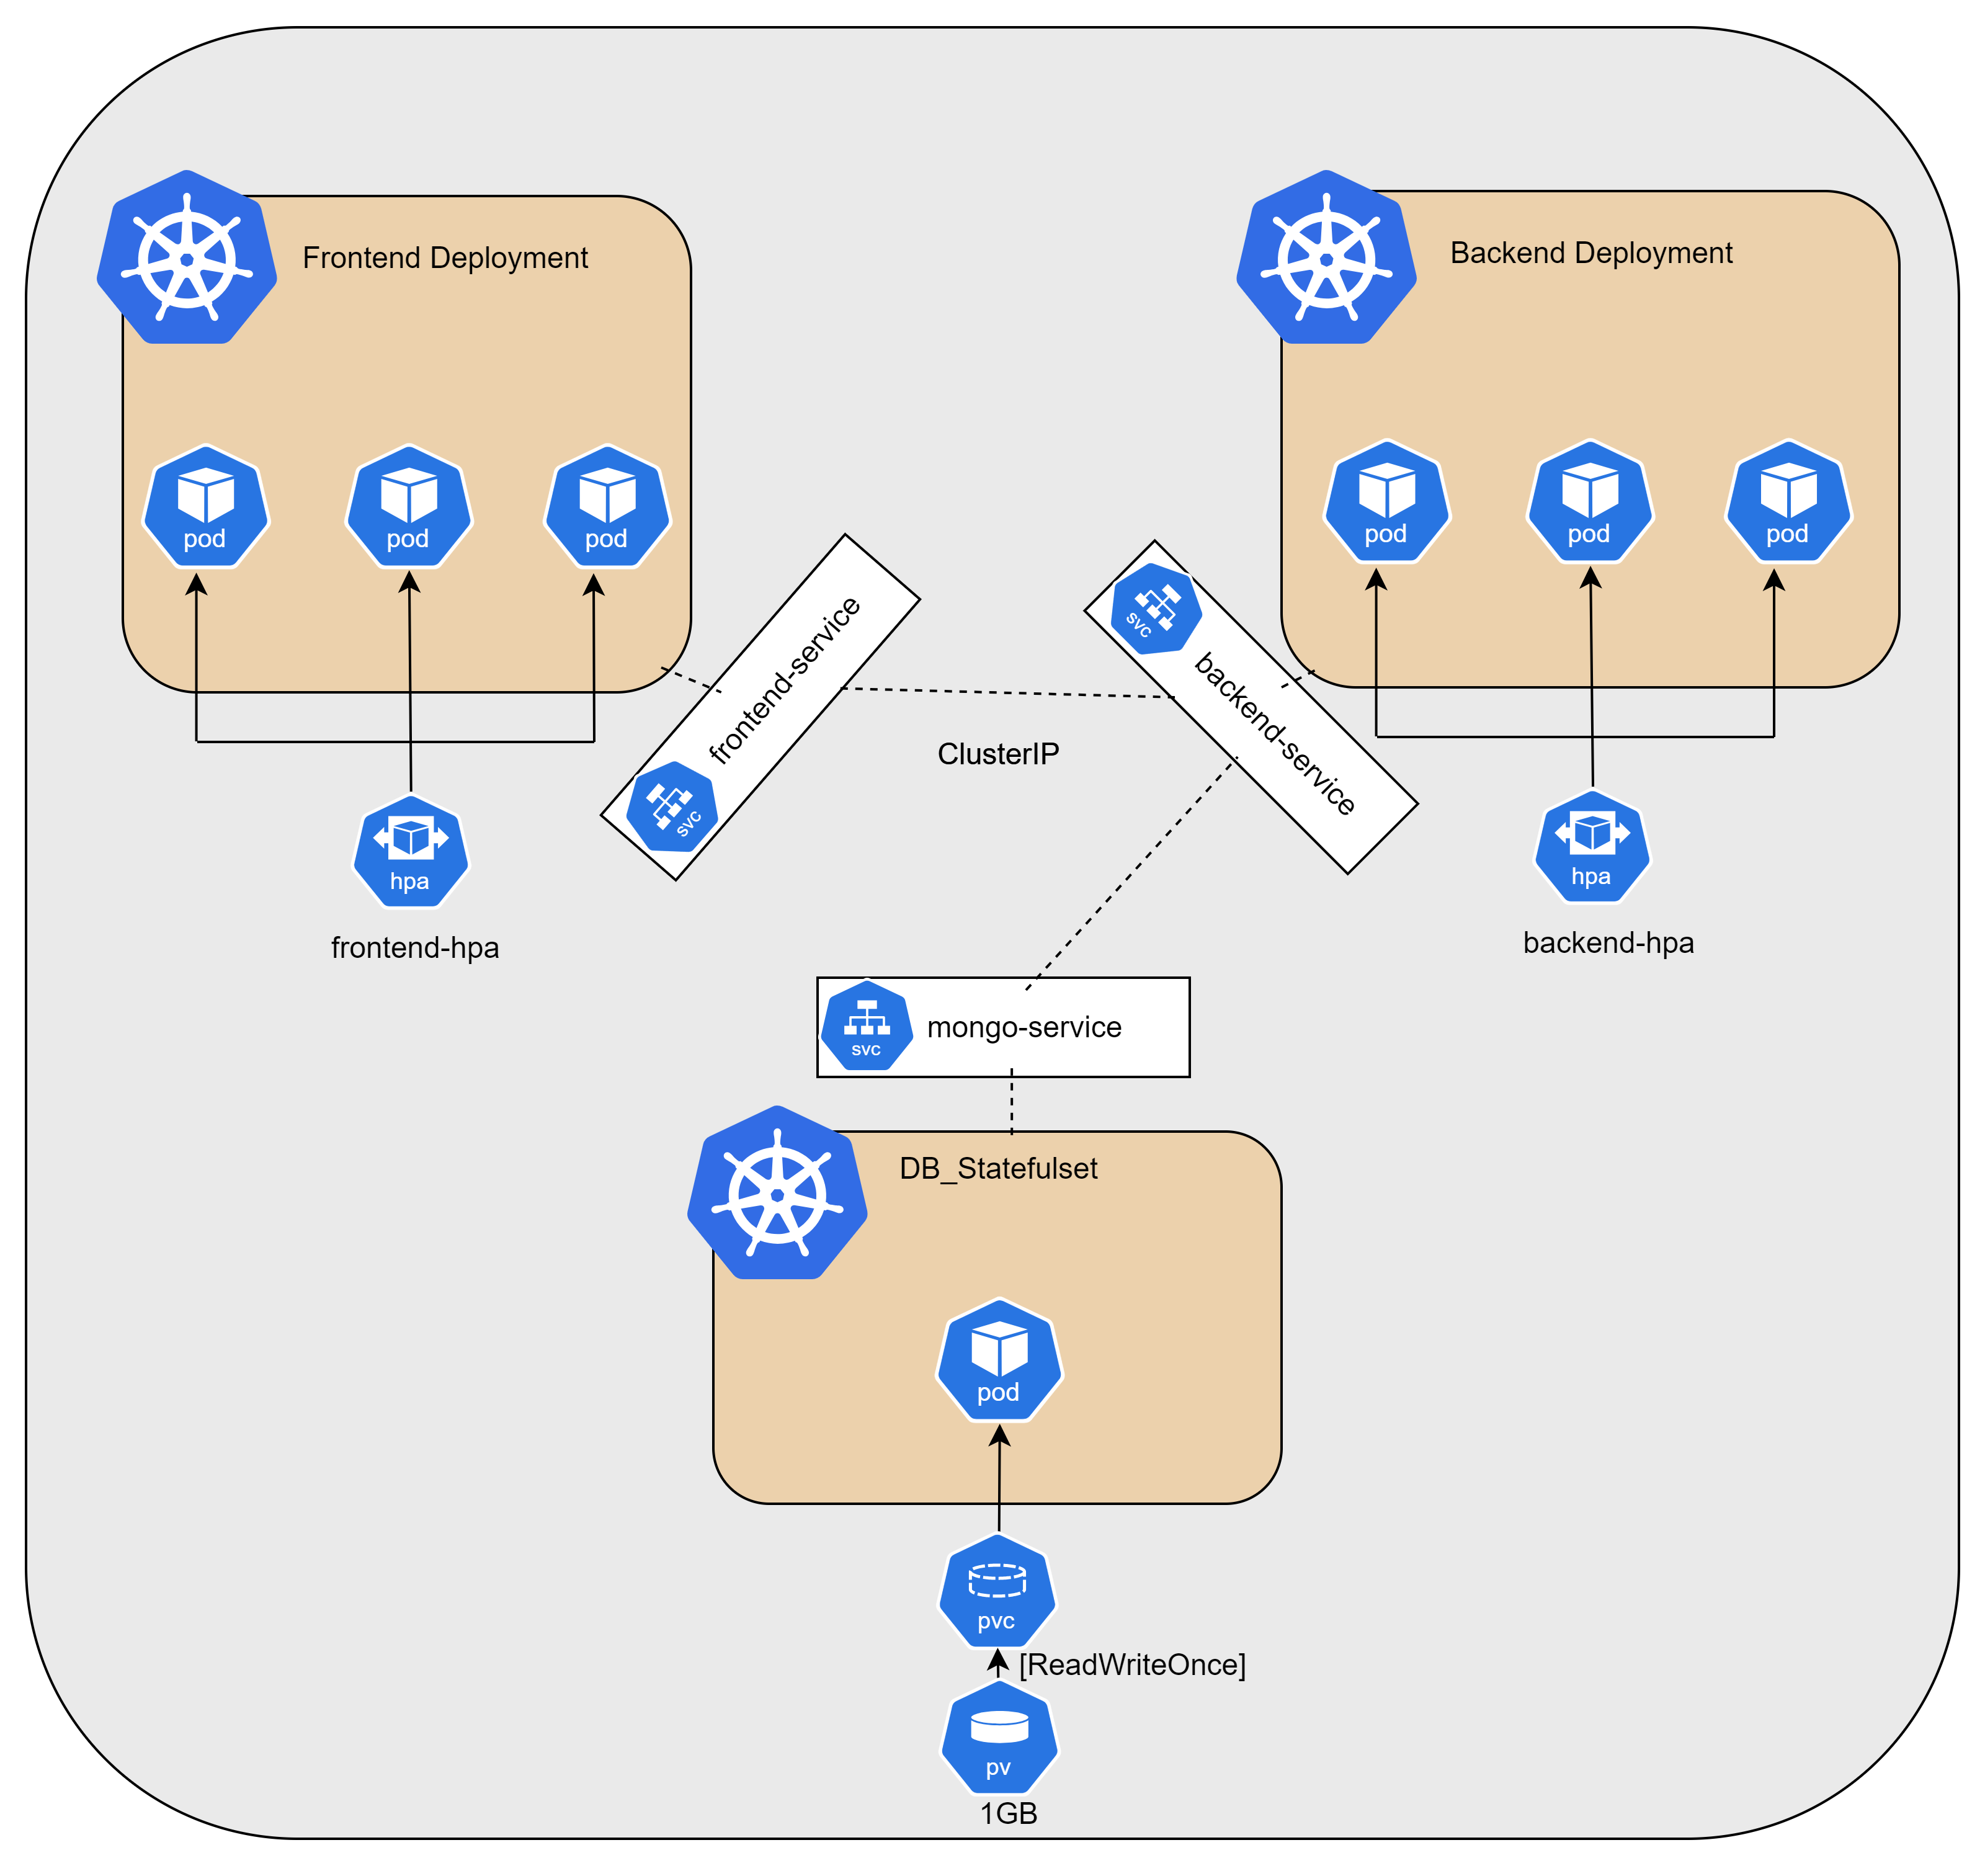 Frontend Deployment
Backend Deployment
pod
pod
pod
pod
pod
pod
frontend-service
svc
svc
backend-service
ClusterIP
hpa
frontend-hpa
hpa
backend-hpa
svc
mongo-service
DB_Statefulset
pod
pvc
[ReadWriteOnce]
pv
1GB